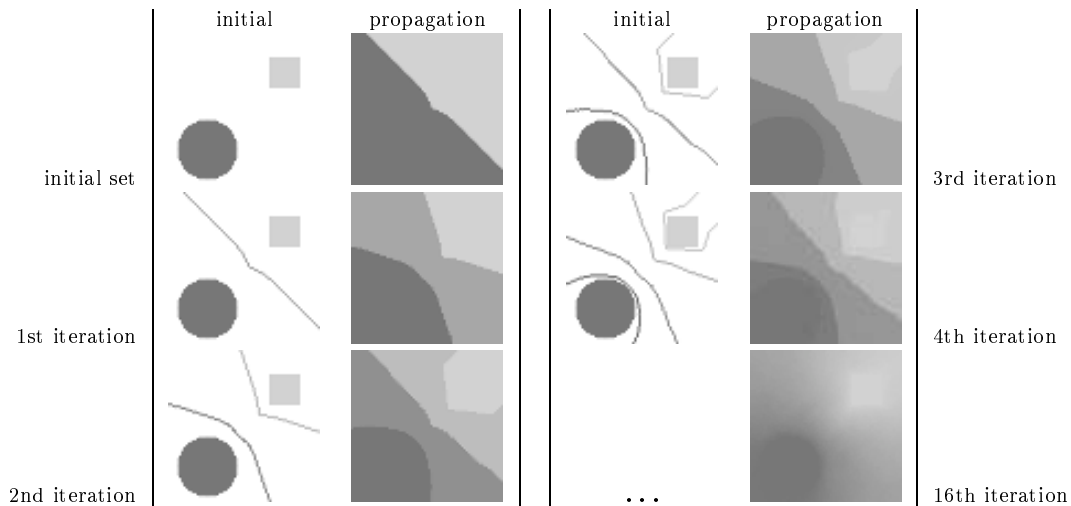 initial propagation initial propagation
initial set
3rd iteration
1st iteration
4th iteration
2nd iteration
...
16th iteration